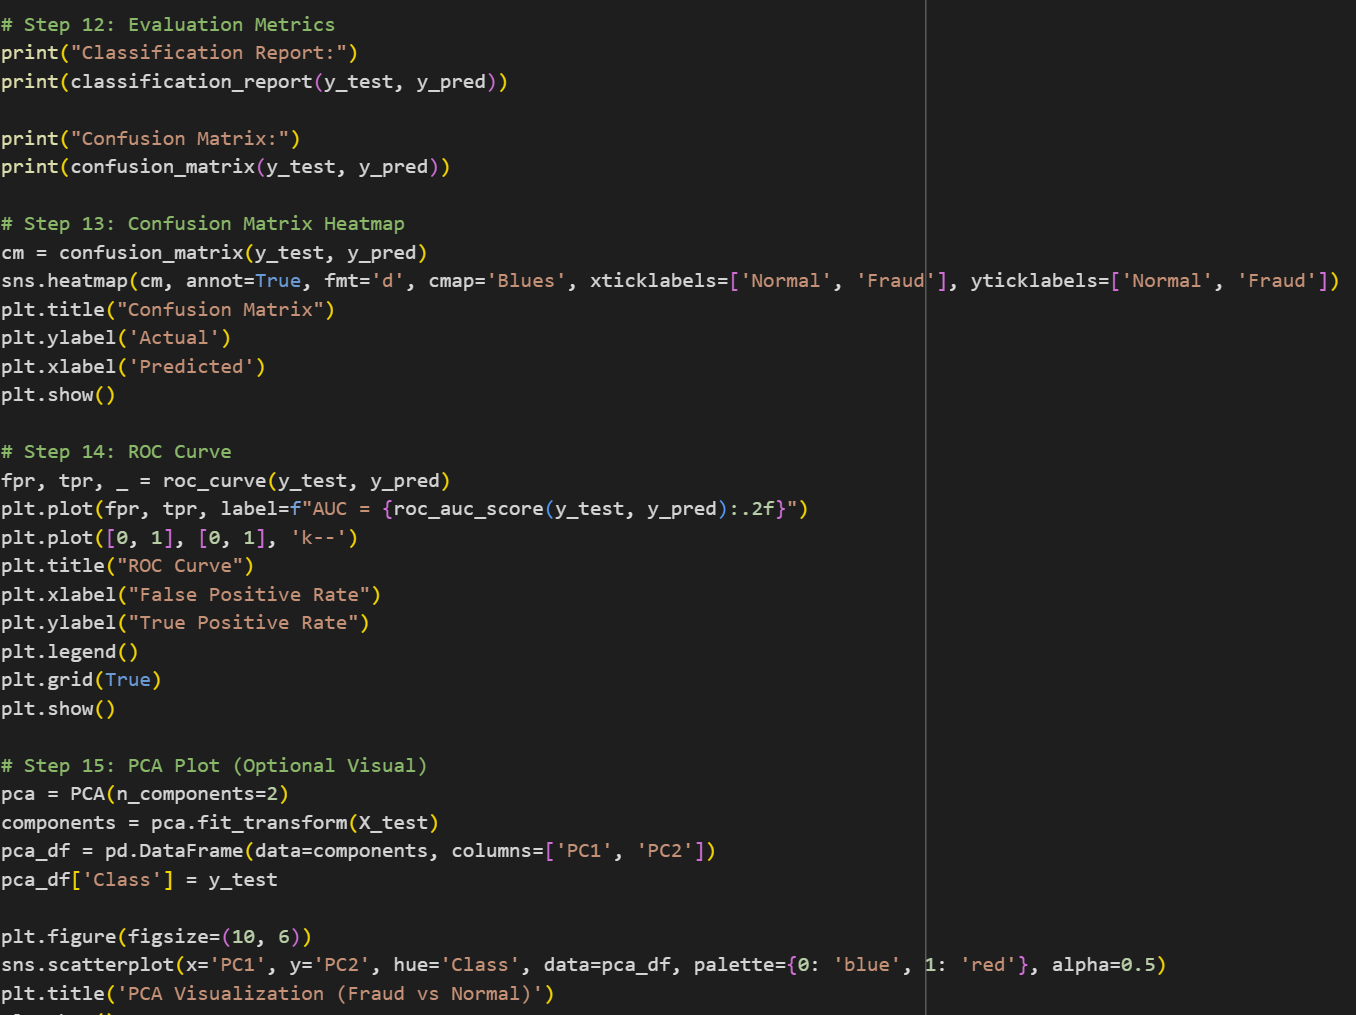 # Step 12: Evaluation Metrics
print("Classification Report:")
print(classification_report(y_test, y_pred))
print("Confusion Matrix:")
print(confusion_matrix(y_test, y_pred))
# Step 13: Confusion Matrix Heatmap
cm = confusion_matrix(y_test, y_pred)
sns.heatmap(cm, annot=True, fmt='d', cmap='Blues', xticklabels=['Normal', 'Fraud'], yticklabels=['Normal', 'Fraud'])
plt.title("Confusion Matrix")
plt.ylabel('Actual')
plt.xlabel('Predicted')
plt.show()
# Step 14: ROC Curve
fpr, tpr, _ = roc_curve(y_test, y_pred)
plt.plot(fpr, tpr, label=f"AUC = {roc_auc_score(y_test, y_pred):.2f}")
plt.plot([0, 1], [0, 1], 'k--')
plt.title("ROC Curve")
plt.xlabel("False Positive Rate")
plt.ylabel("True Positive Rate")
plt.legend()
plt.grid(True)
plt.show()
# Step 15: PCA Plot (Optional Visual)
pca = PCA(n_components=2)
components = pca.fit_transform(X_test)
pca_df = pd.DataFrame(data=components, columns=['PC1', 'PC2'])
pca_df['Class'] = y_test
plt.figure(figsize=(10, 6))
sns.scatterplot(x='PC1', y='PC2', hue='Class', data=pca_df, palette={0: 'blue', 1: 'red'}, alpha=0.5)
plt.title('PCA Visualization (Fraud vs Normal)')